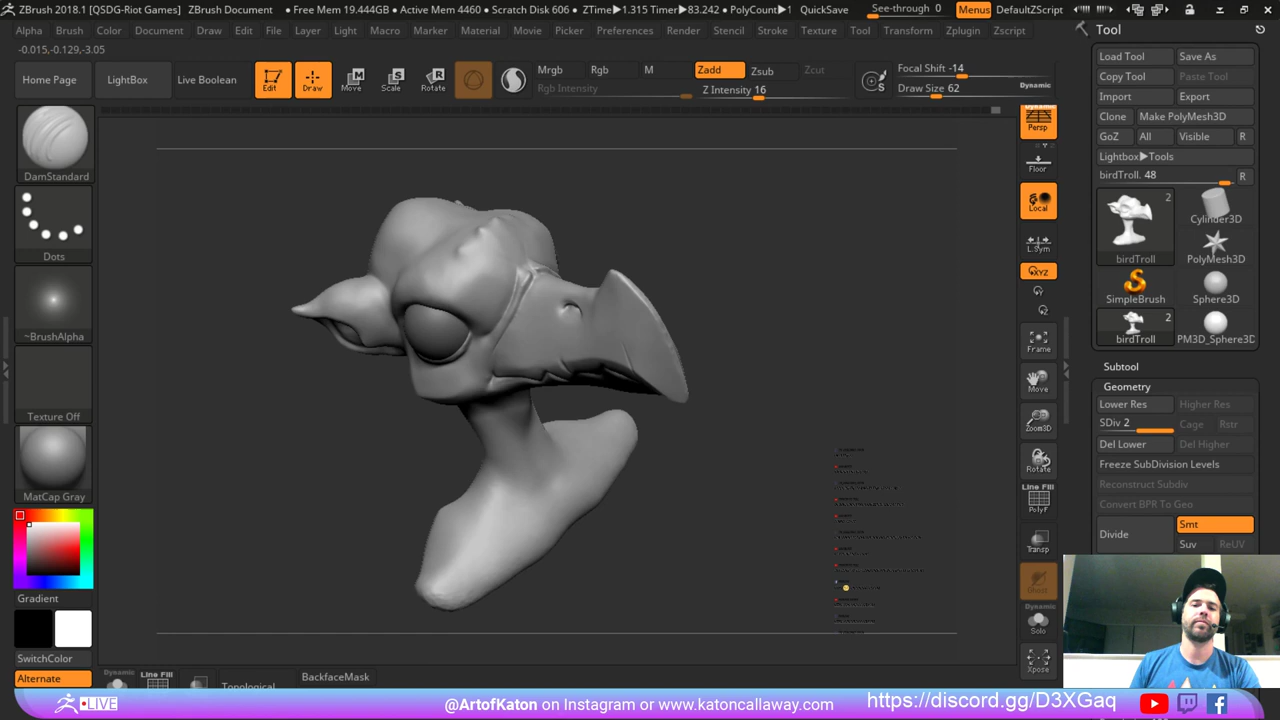 ZBrush 2018.1 [QSDG-Riot Games] ZBrush Document • Free Mem 19.444GB • Active Mem 4460 • Scratch Disk 606 • ZTime▶1.315 Timer▶83.242 • PolyCount▶1 QuickSave See-through 0 Menus DefaultZScript
Alpha Brush Color Document Draw Edit File Layer Light Macro Marker Material Movie Picker Preferences Render Stencil Stroke Texture Tool Transform Zplugin Zscript
-0.015,-0.129,-3.05
Home Page LightBox Live Boolean
Edit Draw Move Scale Rotate
Mrgb Rgb M Zadd Zsub Zcut
Rgb Intensity Z Intensity 16
Focal Shift -14
Draw Size 62 Dynamic
DamStandard
Dots
~BrushAlpha
Texture Off
MatCap Gray
Gradient
SwitchColor
Alternate
Dynamic
Line Fill
Topological
BackfaceMask
Dynamic
Persp
Floor
Local
L.Sym
XYZ
Frame
Move
Zoom3D
Rotate
Line Fill
PolyF
Transp
Ghost
Dynamic
Solo
Xpose
Tool
Load Tool Save As
Copy Tool Paste Tool
Import Export
Clone Make PolyMesh3D
GoZ All Visible R
Lightbox▶Tools
birdTroll. 48 R
2
Cylinder3D
birdTroll PolyMesh3D
SimpleBrush Sphere3D
2
birdTroll PM3D_Sphere3D
Subtool
Geometry
Lower Res Higher Res
SDiv 2 Cage Rstr
Del Lower Del Higher
Freeze SubDivision Levels
Reconstruct Subdiv
Convert BPR To Geo
Divide Smt
Suv ReUV
LIVE
@ArtofKaton on Instagram or www.katoncallaway.com
https://discord.gg/D3XGaq